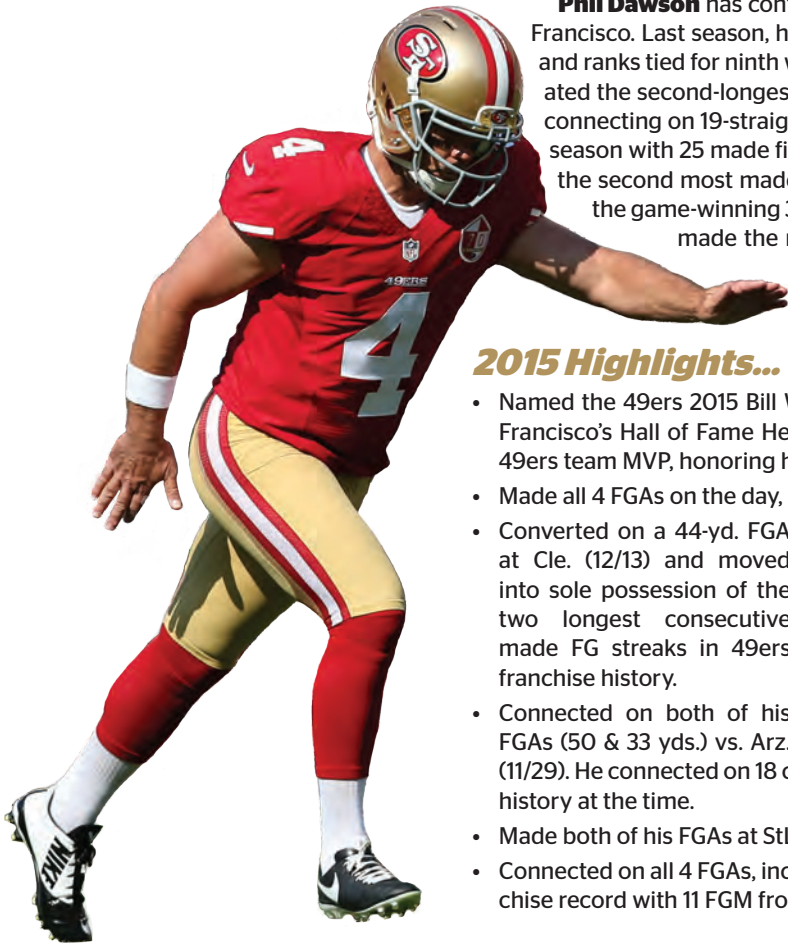 Phil Dawson has con
Francisco. Last season, h
and ranks tied for ninth
ated the second-longes
connecting on 19-straig
season with 25 made fi
the second most made
the game-winning 3
made the
2015 Highlights...
• Named the 49ers 2015 Bill
Francisco's Hall of Fame He
49ers team MVP, honoring h
• Made all 4 FGAs on the day,
• Converted on a 44-yd. FGA
at Cle. (12/13) and moved
into sole possession of the
two longest consecutive
made FG streaks in 49ers
franchise history.
• Connected on both of his
FGAs (50 & 33 yds.) vs. Arz.
(11/29). He connected on 18
history at the time.
• Made both of his FGAs at StL
• Connected on all 4 FGAs, inc
chise record with 11 FGM fro
SF
4
70
NFL
49ERS
4
NIKE